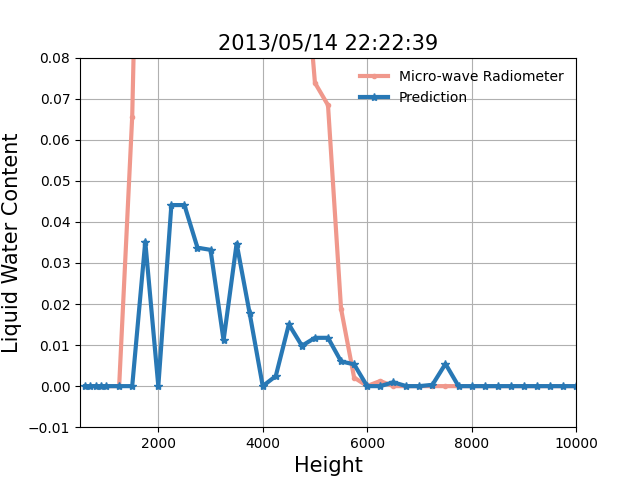 2013/05/14 22:22:39
Micro-wave Radiometer
Prediction
Liquid Water Content
0.08
0.07
0.06
0.05
0.04
0.03
0.02
0.01
0.00
−0.01
2000 4000 6000 8000 10000
Height